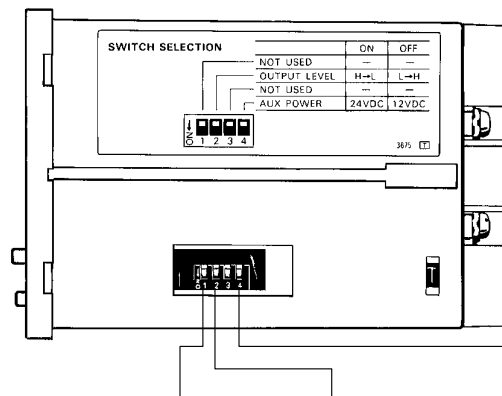 SWITCH SELECTION ON OFF
NOT USED — —
OUTPUT LEVEL H→L L→H
NOT USED — —
AUX POWER 24VDC 12VDC
ON
1 2 3 4
3675 T
1 2 3 4